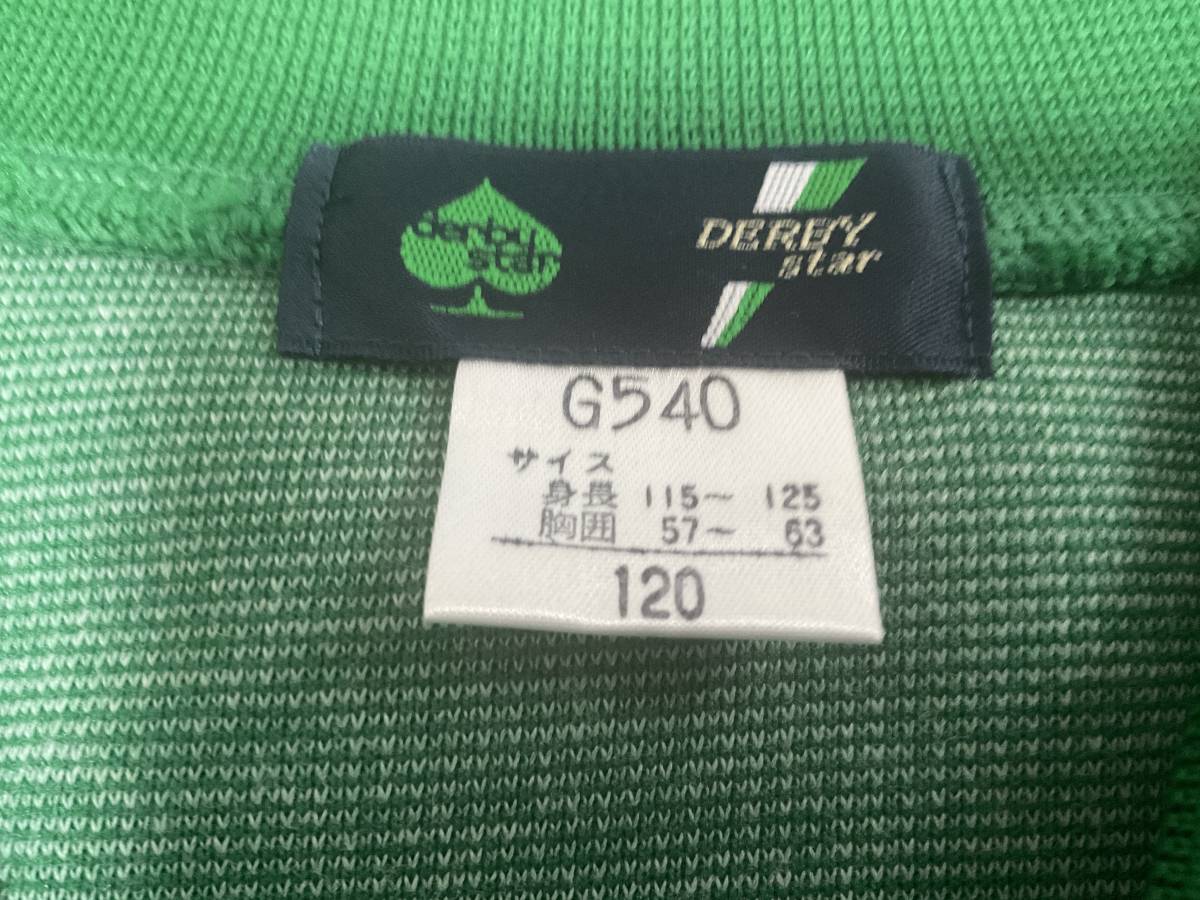 derby
star
DERBY
star
G540
サイス
身長 115〜 125
胸囲 57〜 63
120